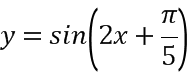 y = sin(2x + π/5)